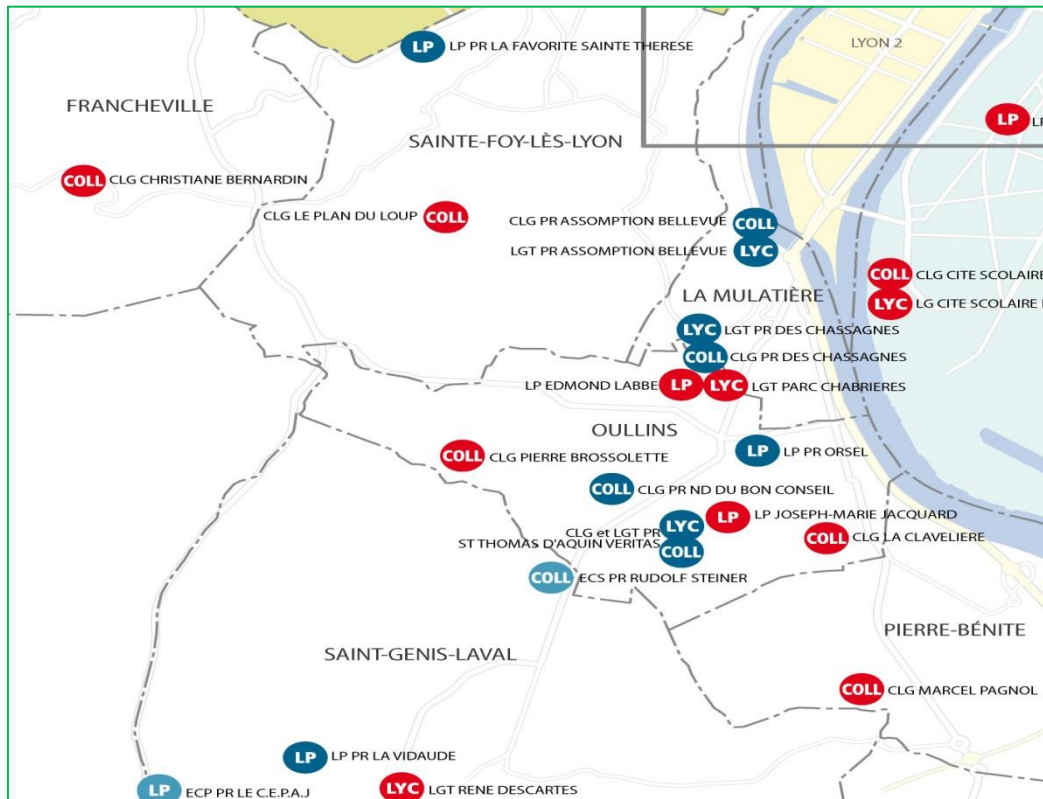 LYON 2
LP LP PR LA FAVORITE SAINTE THERESE
FRANCHEVILLE
LP LP
SAINTE-FOY-LÈS-LYON
COLL CLG CHRISTIANE BERNARDIN
CLG LE PLAN DU LOUP COLL
CLG PR ASSOMPTION BELLEVUE COLL
LGT PR ASSOMPTION BELLEVUE LYC
COLL CLG CITE SCOLAIRE
LA MULATIÈRE
LYC LG CITE SCOLAIRE
LYC LGT PR DES CHASSAGNES
COLL CLG PR DES CHASSAGNES
LP EDMOND LABBE LP LYC LGT PARC CHABRIERES
OULLINS
LP LP PR ORSEL
COLL CLG PIERRE BROSSOLETTE
COLL CLG PR ND DU BON CONSEIL
LP LP JOSEPH-MARIE JACQUARD
CLG et LGT PR LYC
ST THOMAS D'AQUIN VERITAS COLL
COLL CLG LA CLAVELIERE
COLL ECS PR RUDOLF STEINER
PIERRE-BÉNITE
SAINT-GENIS-LAVAL
COLL CLG MARCEL PAGNOL
LP LP PR LA VIDAUDE
LP ECP PR LE C.E.P.A.J
LYC LGT RENE DESCARTES